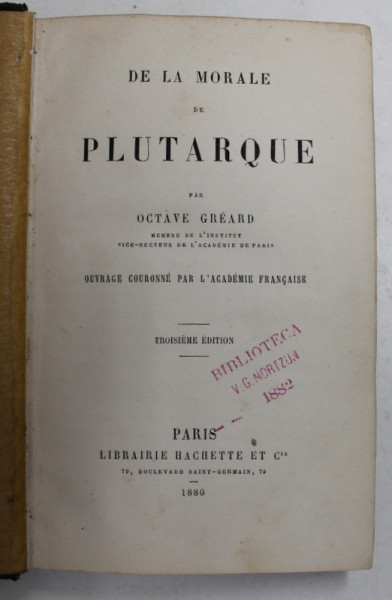 DE LA MORALE
DE
PLUTARQUE
PAR
OCTAVE GRÉARD
MEMBRE DE L'INSTITUT
VICE-RECTEUR DE L'ACADÉMIE DE PARIS
OUVRAGE COURONNÉ PAR L'ACADÉMIE FRANÇAISE
TROISIÈME ÉDITION
BIBLIOTECA
V. G. MORTZUN
1882
PARIS
LIBRAIRIE HACHETTE ET Cie
79, BOULEVARD SAINT-GERMAIN, 79
1880